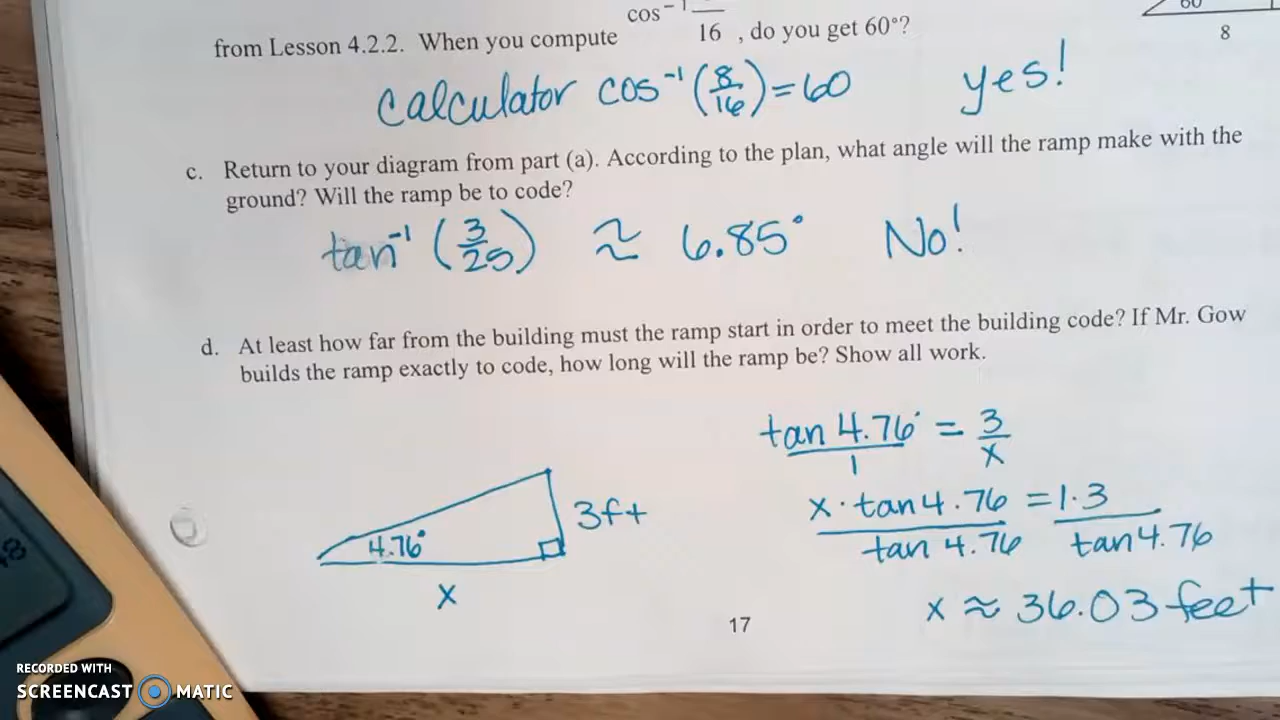 cos⁻¹
60
16 , do you get 60°?
from Lesson 4.2.2. When you compute
8
calculator cos⁻¹ (8/16) = 60 yes!
c. Return to your diagram from part (a). According to the plan, what angle will the ramp make with the
ground? Will the ramp be to code?
tan⁻¹ (3/25) ≈ 6.85° No!
d. At least how far from the building must the ramp start in order to meet the building code? If Mr. Gow
builds the ramp exactly to code, how long will the ramp be? Show all work.
tan 4.76° / 1 = 3 / x
x · tan 4.76 / tan 4.76 = 1·3 / tan 4.76
x ≈ 36.03 feet
4.76°
3ft
x
17
RECORDED WITH
SCREENCAST MATIC